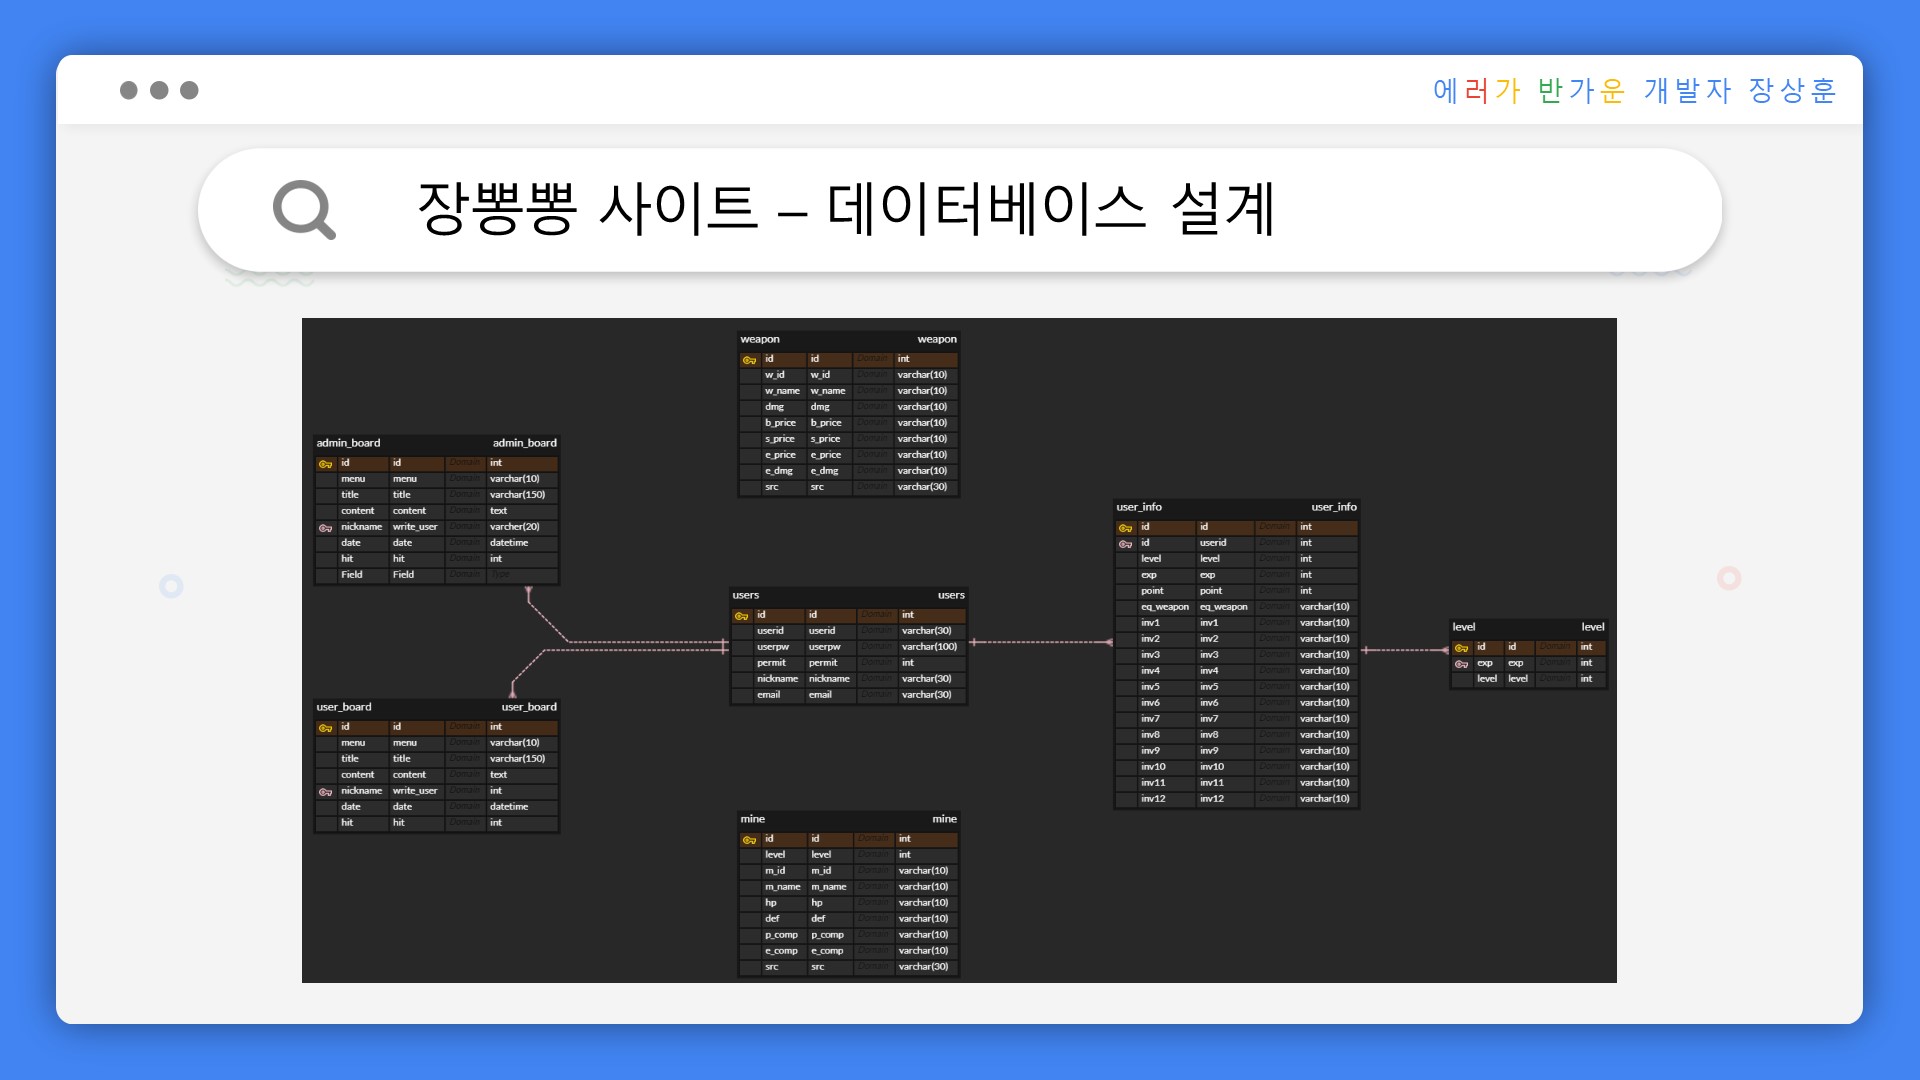 에러가 반가운 개발자 장상훈
장뽕뽕 사이트 – 데이터베이스 설계
weapon weapon
id id Domain int
w_id w_id Domain varchar(10)
w_name w_name Domain varchar(10)
dmg dmg Domain varchar(10)
b_price b_price Domain varchar(10)
s_price s_price Domain varchar(10)
e_price e_price Domain varchar(10)
e_dmg e_dmg Domain varchar(10)
src src Domain varchar(30)
admin_board admin_board
id id Domain int
menu menu Domain varchar(10)
title title Domain varchar(150)
content content Domain text
nickname write_user Domain varcher(20)
date date Domain datetime
hit hit Domain int
Field Field Domain Type
users users
id id Domain int
userid userid Domain varchar(30)
userpw userpw Domain varchar(100)
permit permit Domain int
nickname nickname Domain varchar(30)
email email Domain varchar(30)
user_info user_info
id id Domain int
id userid Domain int
level level Domain int
exp exp Domain int
point point Domain int
eq_weapon eq_weapon Domain varchar(10)
inv1 inv1 Domain varchar(10)
inv2 inv2 Domain varchar(10)
inv3 inv3 Domain varchar(10)
inv4 inv4 Domain varchar(10)
inv5 inv5 Domain varchar(10)
inv6 inv6 Domain varchar(10)
inv7 inv7 Domain varchar(10)
inv8 inv8 Domain varchar(10)
inv9 inv9 Domain varchar(10)
inv10 inv10 Domain varchar(10)
inv11 inv11 Domain varchar(10)
inv12 inv12 Domain varchar(10)
level level
id id Domain int
exp exp Domain int
level level Domain int
user_board user_board
id id Domain int
menu menu Domain varchar(10)
title title Domain varchar(150)
content content Domain text
nickname write_user Domain int
date date Domain datetime
hit hit Domain int
mine mine
id id Domain int
level level Domain int
m_id m_id Domain varchar(10)
m_name m_name Domain varchar(10)
hp hp Domain varchar(10)
def def Domain varchar(10)
p_comp p_comp Domain varchar(10)
e_comp e_comp Domain varchar(10)
src src Domain varchar(30)